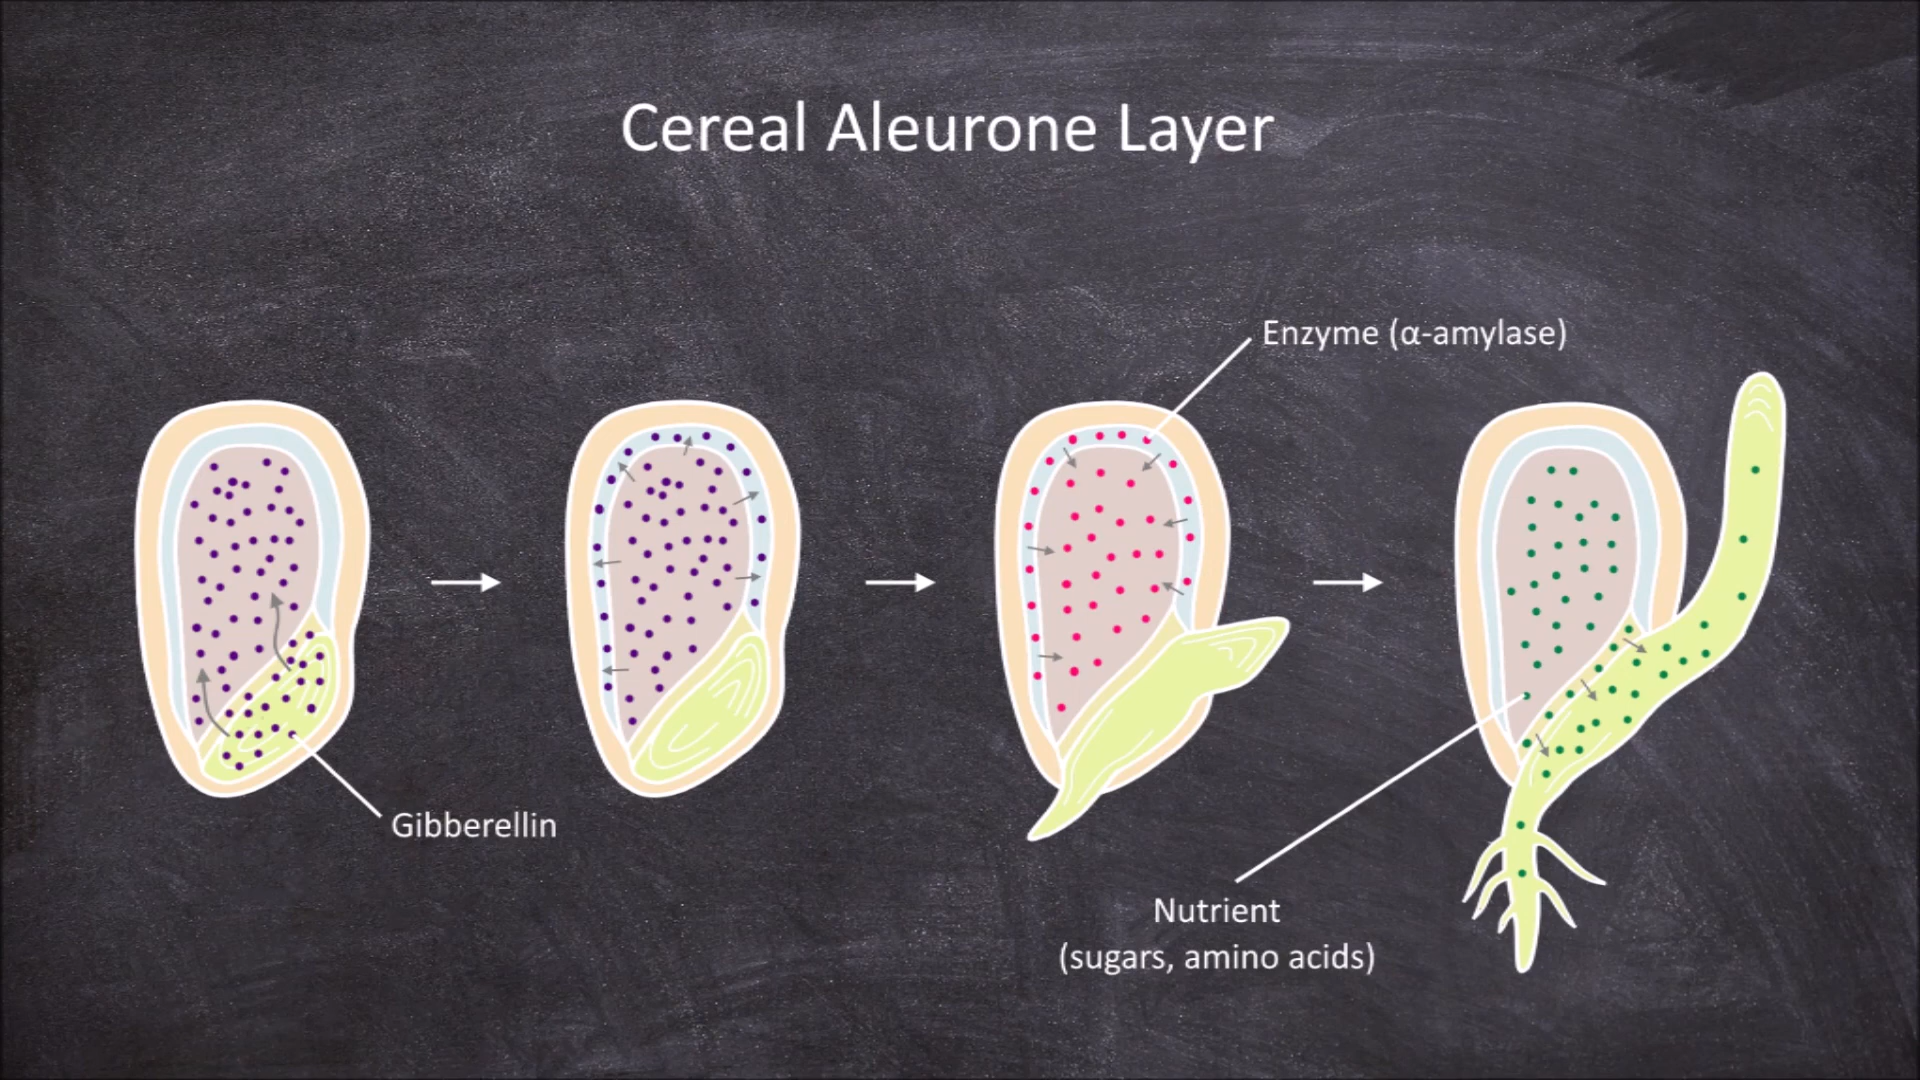 Cereal Aleurone Layer
Enzyme (α-amylase)
Gibberellin
Nutrient
(sugars, amino acids)